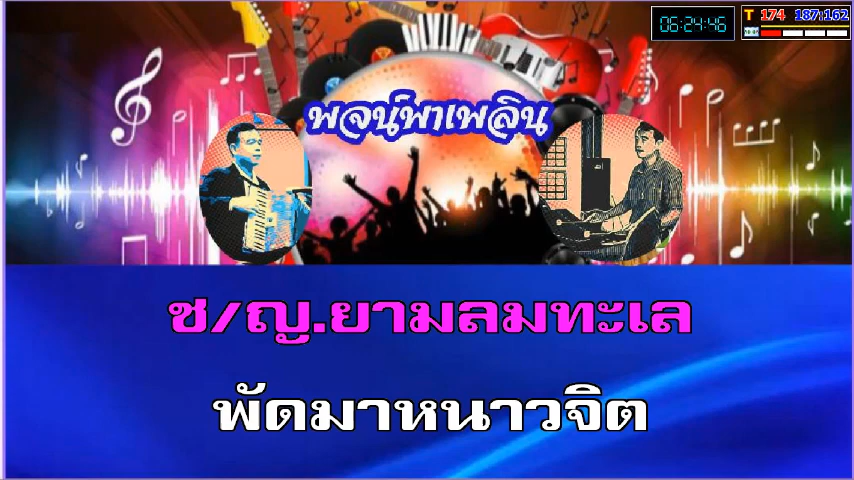 06:24:46
T 174 187:162
พจน์พาเพลิน
ช/ญ.ยามลมทะเล
พัดมาหนาวจิต